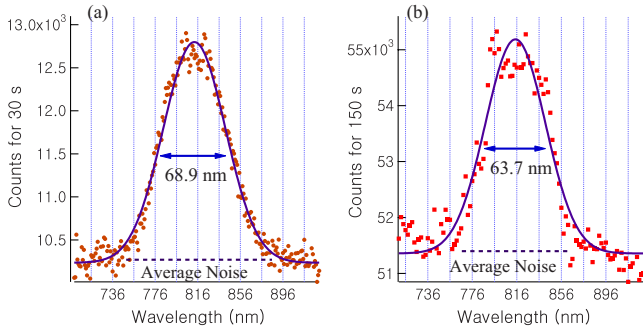 (a)
13.0x10³
12.5
12.0
11.5
11.0
10.5
Counts for 30 s
68.9 nm
Average Noise
736 776 816 856 896
Wavelength (nm)
(b)
55x10³
54
53
52
51
Counts for 150 s
63.7 nm
Average Noise
736 776 816 856 896
Wavelength (nm)